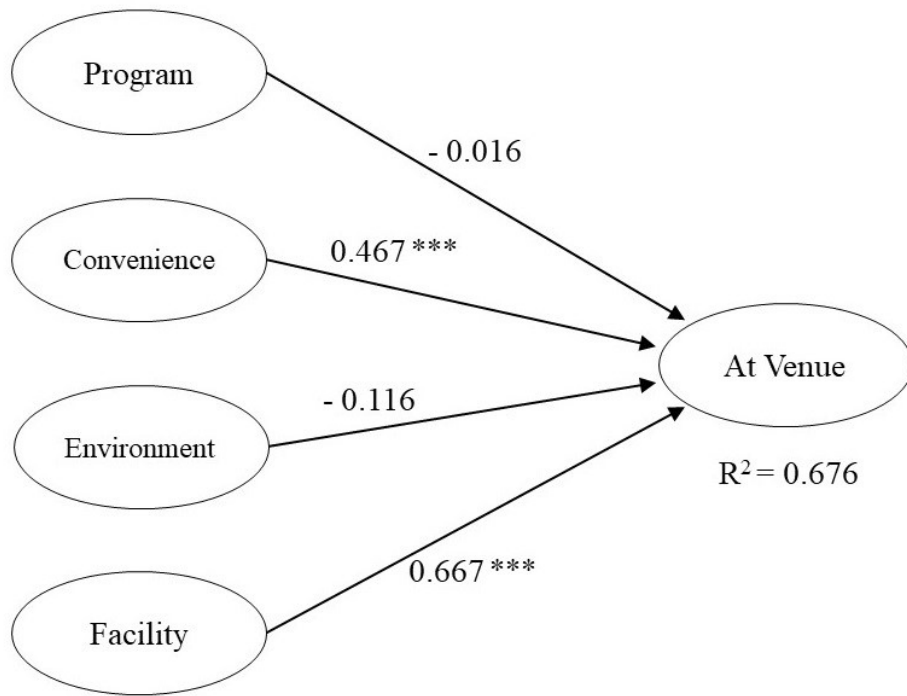 Program
- 0.016
Convenience
0.467 ***
At Venue
Environment
- 0.116
R² = 0.676
Facility
0.667 ***